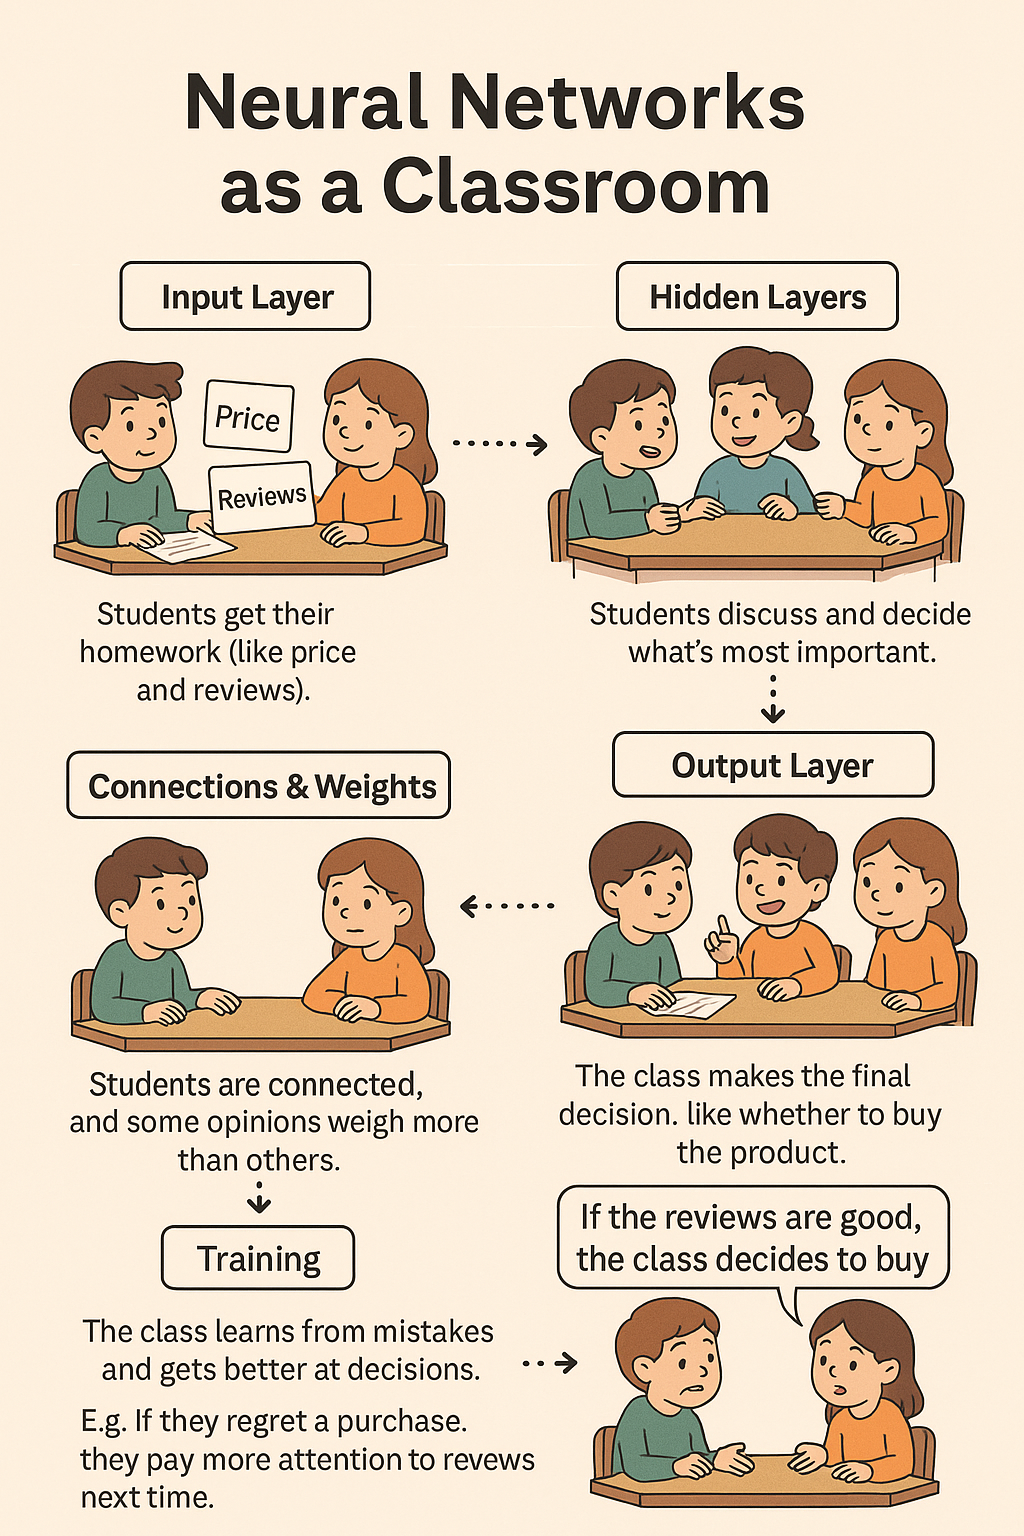 Neural Networks
as a Classroom
Input Layer
Price
Reviews
Students get their
homework (like price
and reviews).
Hidden Layers
Students discuss and decide
what's most important.
Output Layer
The class makes the final
decision. like whether to buy
the product.
Connections & Weights
Students are connected,
and some opinions weigh more
than others.
Training
The class learns from mistakes
and gets better at decisions.
E.g. If they regret a purchase.
they pay more attention to revews
next time.
If the reviews are good,
the class decides to buy